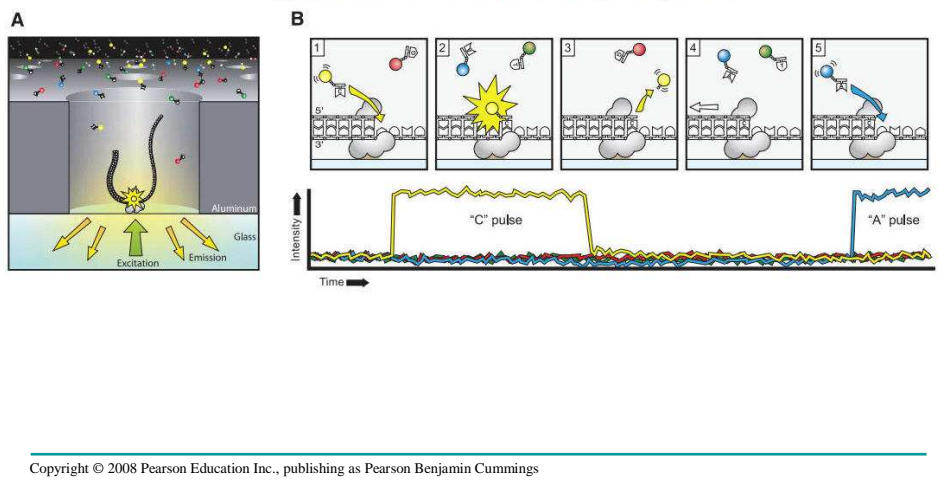 A
B
1
2
3
4
5
5'
3'
Aluminum
Glass
Excitation
Emission
Intensity
"C" pulse
"A" pulse
Time
Copyright © 2008 Pearson Education Inc., publishing as Pearson Benjamin Cummings